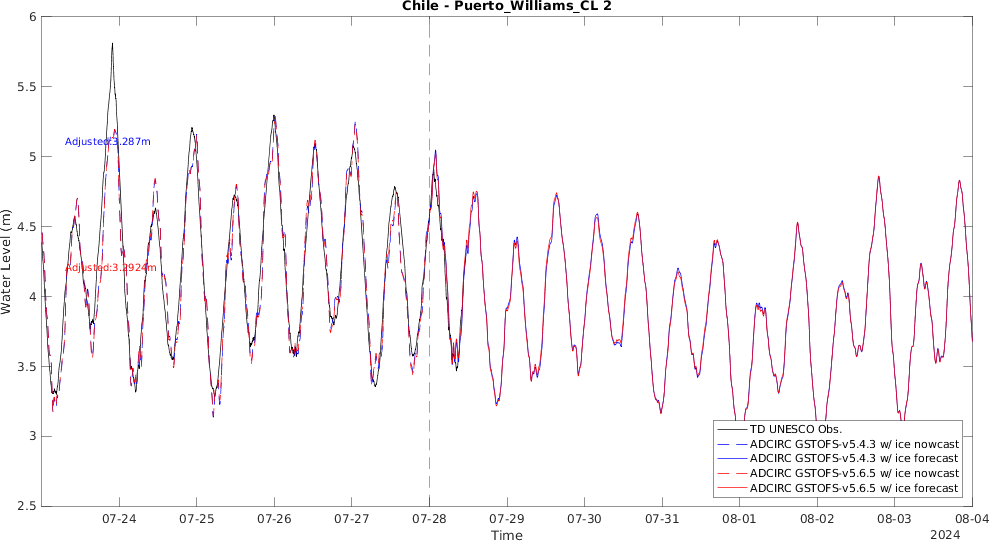 Chile - Puerto_Williams_CL 2
6
5.5
5
4.5
4
3.5
3
2.5
Water Level (m)
Adjusted:3.287m
Adjusted:3.2924m
TD UNESCO Obs.
ADCIRC GSTOFS-v5.4.3 w/ ice nowcast
ADCIRC GSTOFS-v5.4.3 w/ ice forecast
ADCIRC GSTOFS-v5.6.5 w/ ice nowcast
ADCIRC GSTOFS-v5.6.5 w/ ice forecast
07-24 07-25 07-26 07-27 07-28 07-29 07-30 07-31 08-01 08-02 08-03 08-04
Time
2024